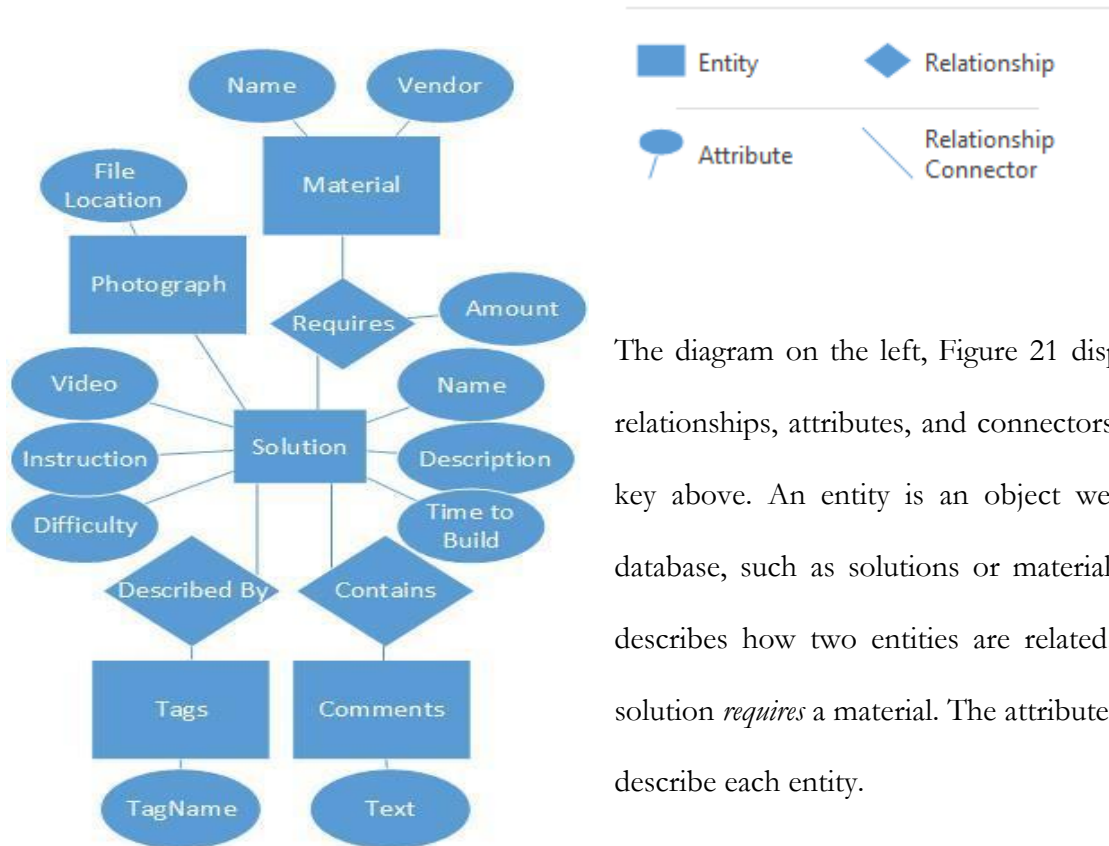 Name
Vendor
File
Location
Material
Photograph
Requires
Amount
Video
Name
Instruction
Solution
Description
Difficulty
Time to
Build
Described By
Contains
Tags
Comments
TagName
Text
Entity
Relationship
Attribute
Relationship
Connector
The diagram on the left, Figure 21
relationships, attributes, and connectors
key above. An entity is an object we
database, such as solutions or material
describes how two entities are related
solution requires a material. The attribute
describe each entity.